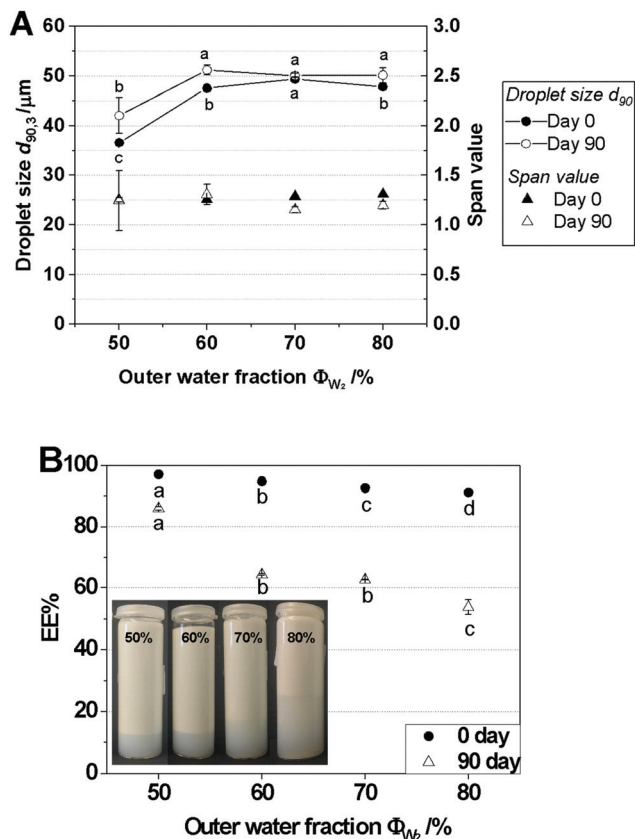 A
60
50
40
30
20
10
0
Droplet size d90,3 /µm
b
c
a
b
a
a
a
b
3.0
2.5
2.0
1.5
1.0
0.5
0.0
Span value
50 60 70 80
Outer water fraction ΦW2 /%
Droplet size d90
Day 0
Day 90
Span value
Day 0
Day 90
B
100
80
60
40
20
0
EE%
a b c d
a b b c
50% 60% 70% 80%
0 day
90 day
50 60 70 80
Outer water fraction ΦW2 /%